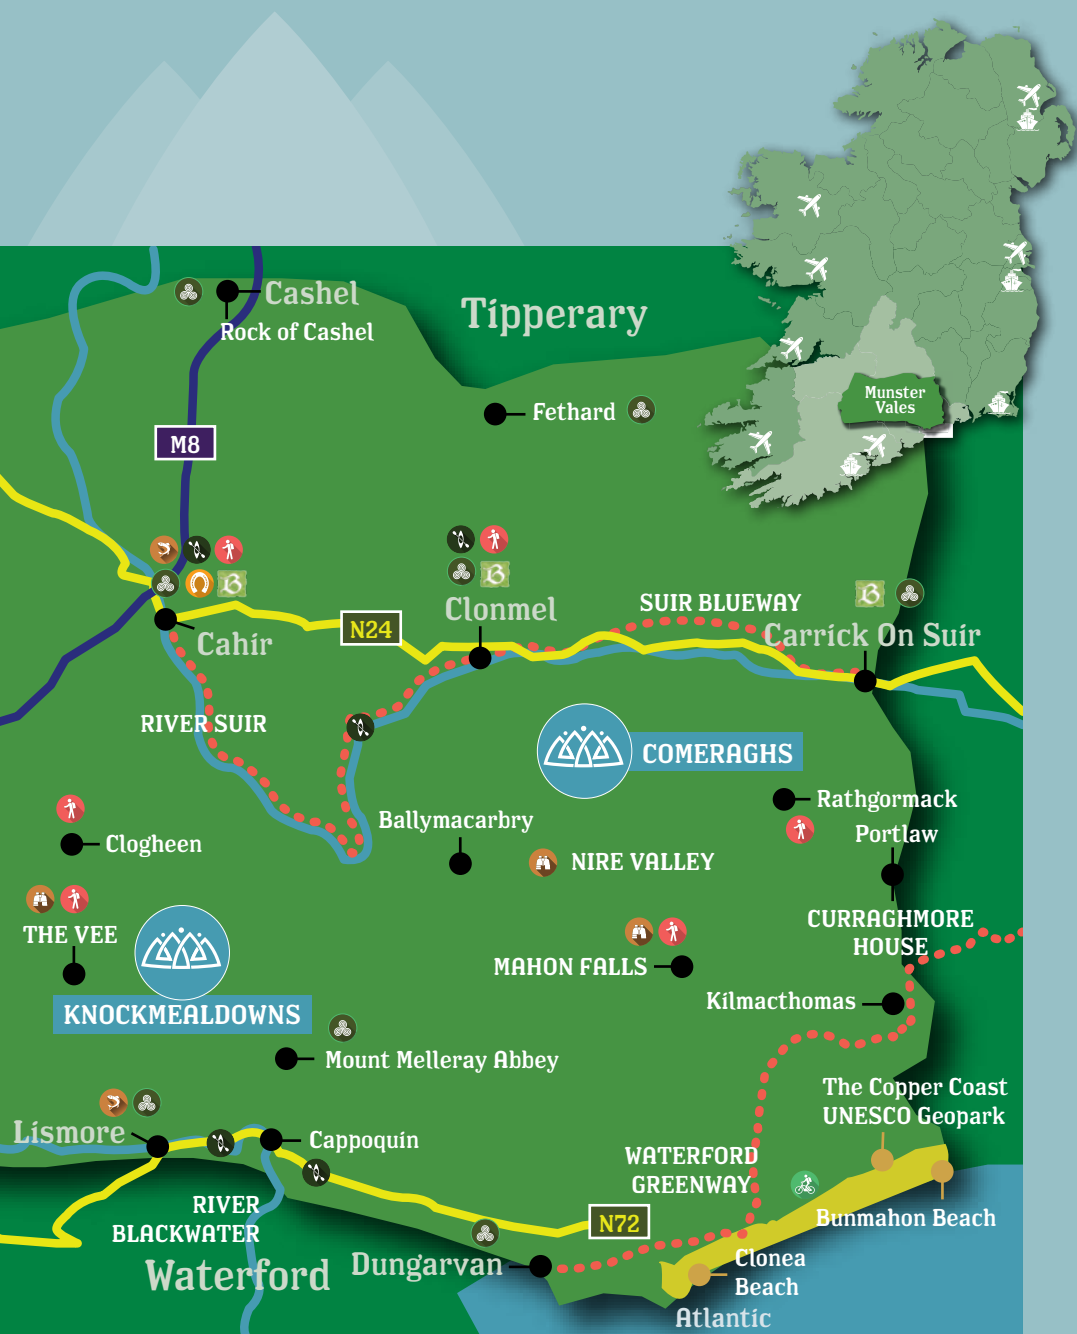 Cashel
Rock of Cashel
Tipperary
Munster
Vales
Fethard
M8
Clonmel
SUIR BLUEWAY
N24
Cahir
Carrick On Suir
RIVER SUIR
COMERAGHS
Rathgormack
Ballymacarbry
Portlaw
Clogheen
NIRE VALLEY
CURRAGHMORE
HOUSE
THE VEE
MAHON FALLS
Kilmacthomas
KNOCKMEALDOWNS
Mount Melleray Abbey
The Copper Coast
UNESCO Geopark
Lismore
Cappoquin
WATERFORD
GREENWAY
RIVER
BLACKWATER
N72
Bunmahon Beach
Waterford
Dungarvan
Clonea
Beach
Atlantic
B
B
B